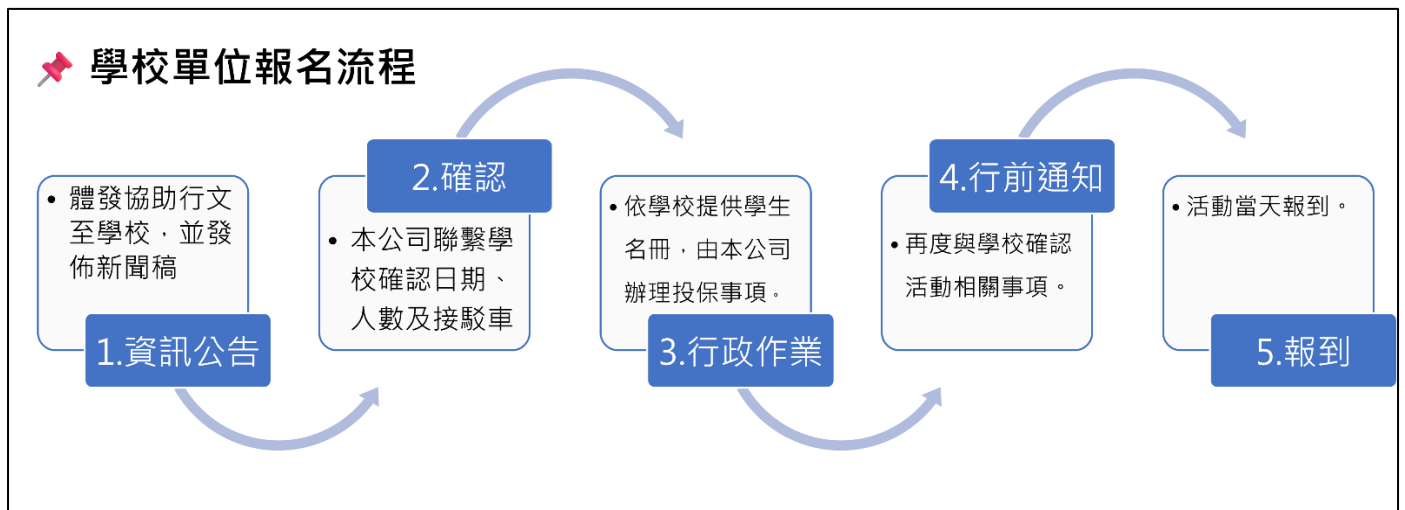 學校單位報名流程
• 體發協助行文
至學校，並發
佈新聞稿
1.資訊公告
2.確認
• 本公司聯繫學
校確認日期、
人數及接駁車
• 依學校提供學生
名冊，由本公司
辦理投保事項。
3.行政作業
4.行前通知
• 再度與學校確認
活動相關事項。
• 活動當天報到。
5.報到